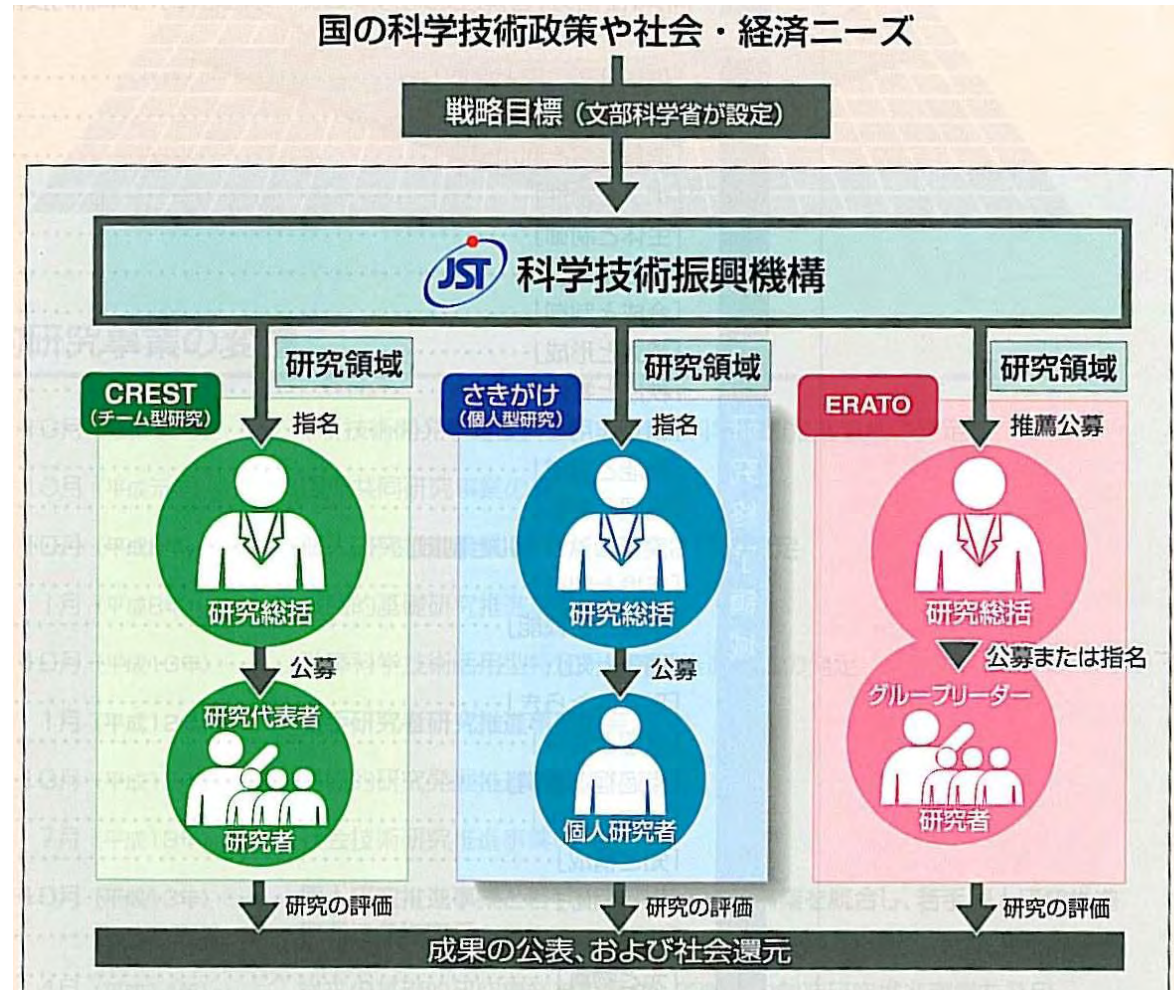 国の科学技術政策や社会・経済ニーズ
戦略目標（文部科学省が設定）
JST 科学技術振興機構
研究領域
研究領域
研究領域
CREST
（チーム型研究）
指名
研究総括
公募
研究代表者
研究者
研究の評価
さきがけ
（個人型研究）
指名
研究総括
公募
個人研究者
研究の評価
ERATO
推薦公募
研究総括
公募または指名
グループリーダー
研究者
研究の評価
成果の公表、および社会還元